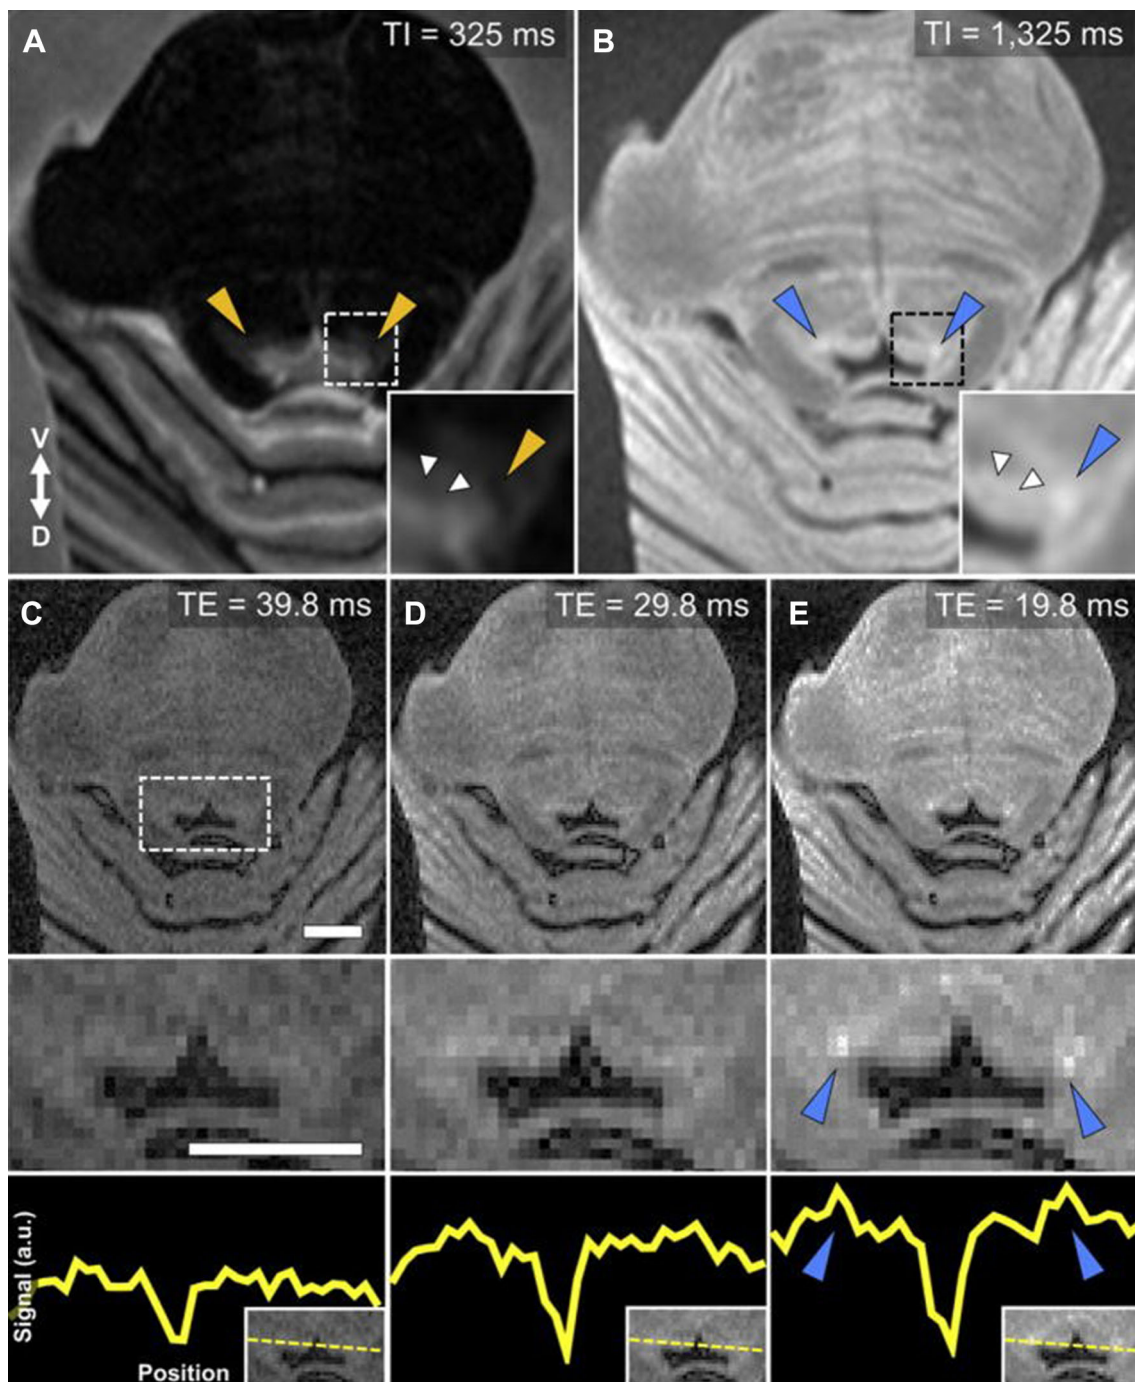 A TI = 325 ms
B TI = 1,325 ms
V
D
C TE = 39.8 ms
D TE = 29.8 ms
E TE = 19.8 ms
Signal (a.u.)
Position